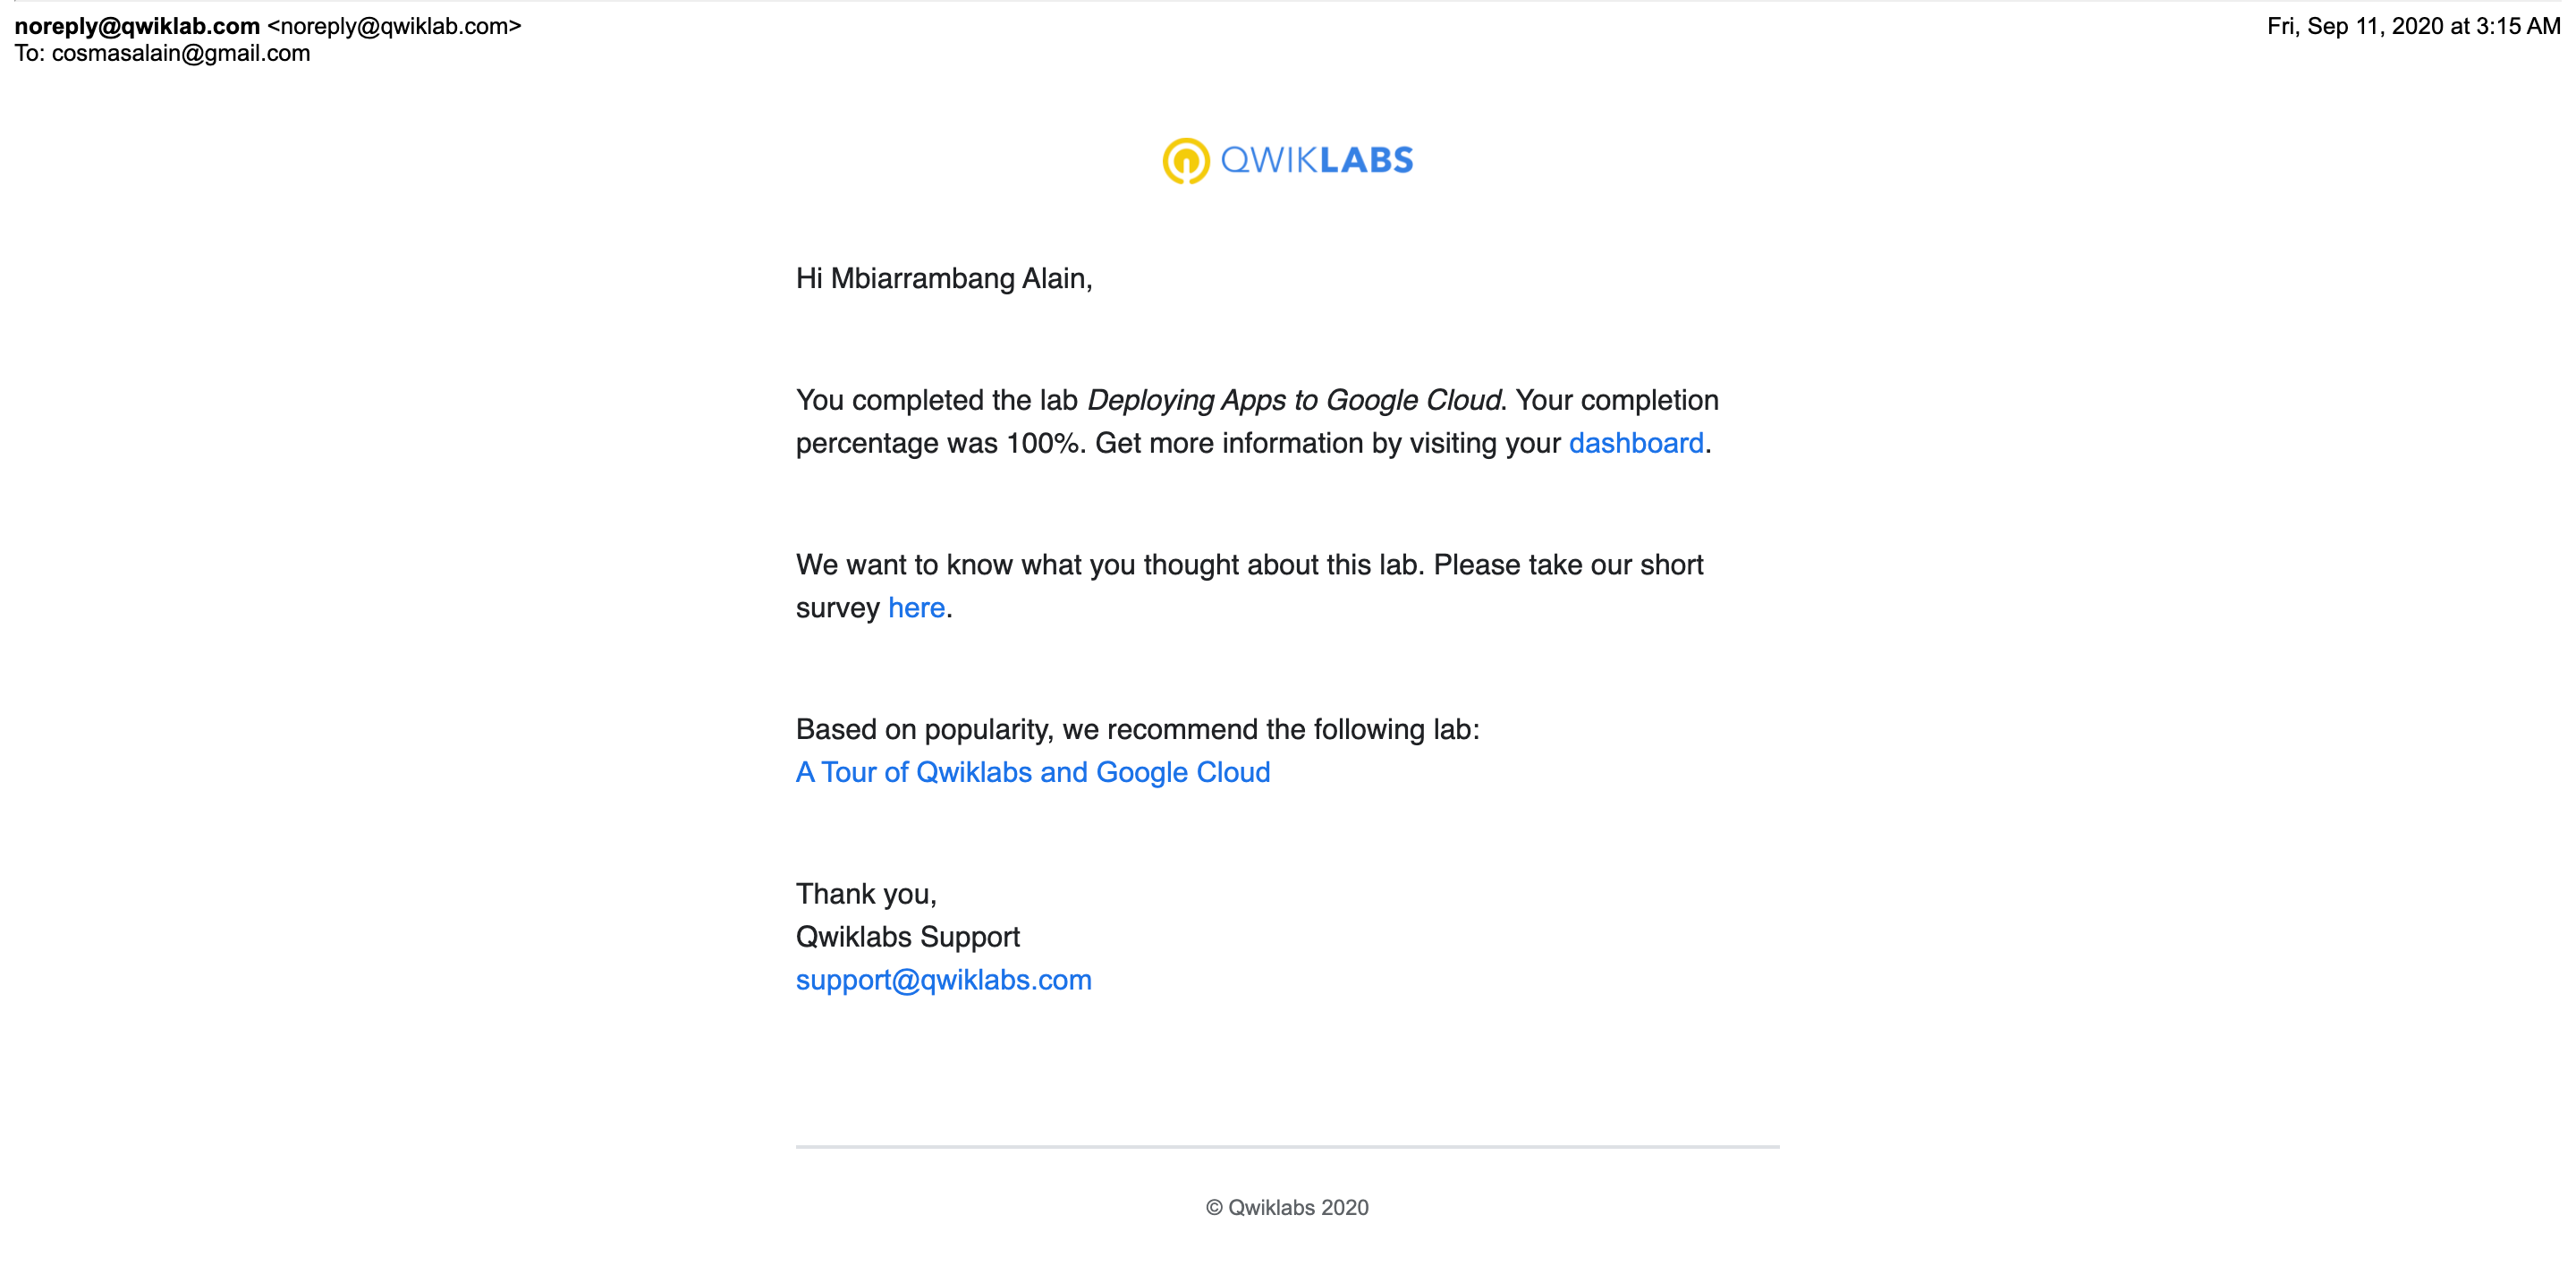 noreply@qwiklab.com <noreply@qwiklab.com>
Fri, Sep 11, 2020 at 3:15 AM
To: cosmasalain@gmail.com
QWIKLABS
Hi Mbiarrambang Alain,
You completed the lab Deploying Apps to Google Cloud. Your completion
percentage was 100%. Get more information by visiting your dashboard.
We want to know what you thought about this lab. Please take our short
survey here.
Based on popularity, we recommend the following lab:
A Tour of Qwiklabs and Google Cloud
Thank you,
Qwiklabs Support
support@qwiklabs.com
© Qwiklabs 2020